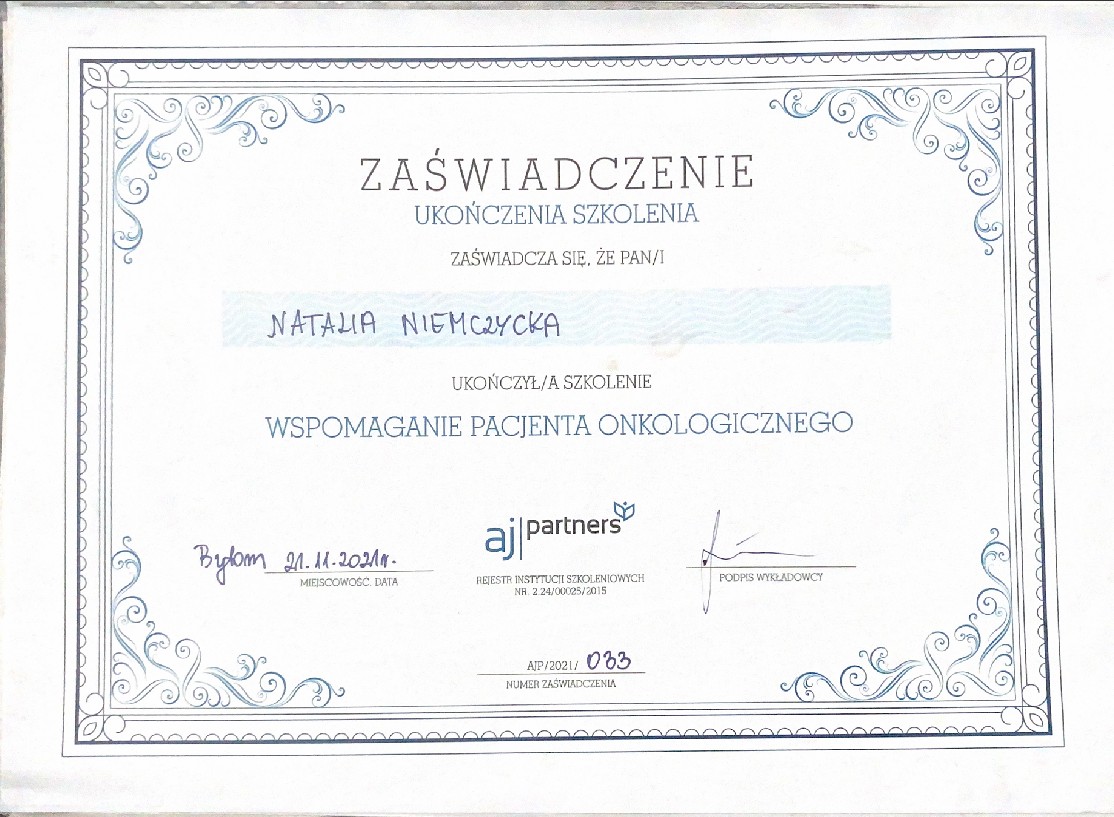 ZAŚWIADCZENIE
UKOŃCZENIA SZKOLENIA
ZAŚWIADCZA SIĘ, ŻE PAN/I
NATALIA NIEMCZYCKA
UKOŃCZYŁ/A SZKOLENIE
WSPOMAGANIE PACJENTA ONKOLOGICZNEGO
Bytom 21.11.2021r.
MIEJSCOWOŚĆ, DATA
aj|partners
REJESTR INSTYTUCJI SZKOLENIOWYCH
NR. 2.24/00025/2015
PODPIS WYKŁADOWCY
AJP/2021/ 033
NUMER ZAŚWIADCZENIA